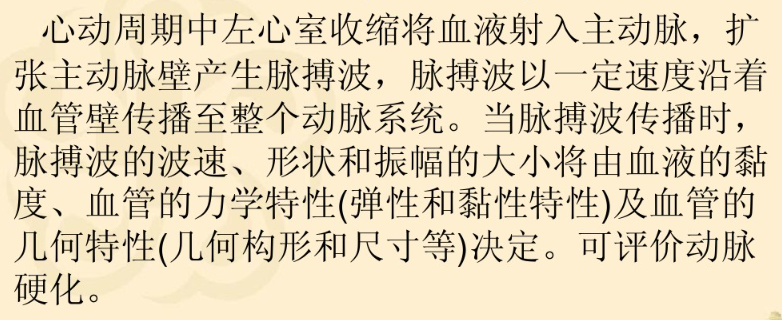 心动周期中左心室收缩将血液射入主动脉，扩
张主动脉壁产生脉搏波，脉搏波以一定速度沿着
血管壁传播至整个动脉系统。当脉搏波传播时，
脉搏波的波速、形状和振幅的大小将由血液的黏
度、血管的力学特性(弹性和黏性特性)及血管的
几何特性(几何构形和尺寸等)决定。可评价动脉
硬化。